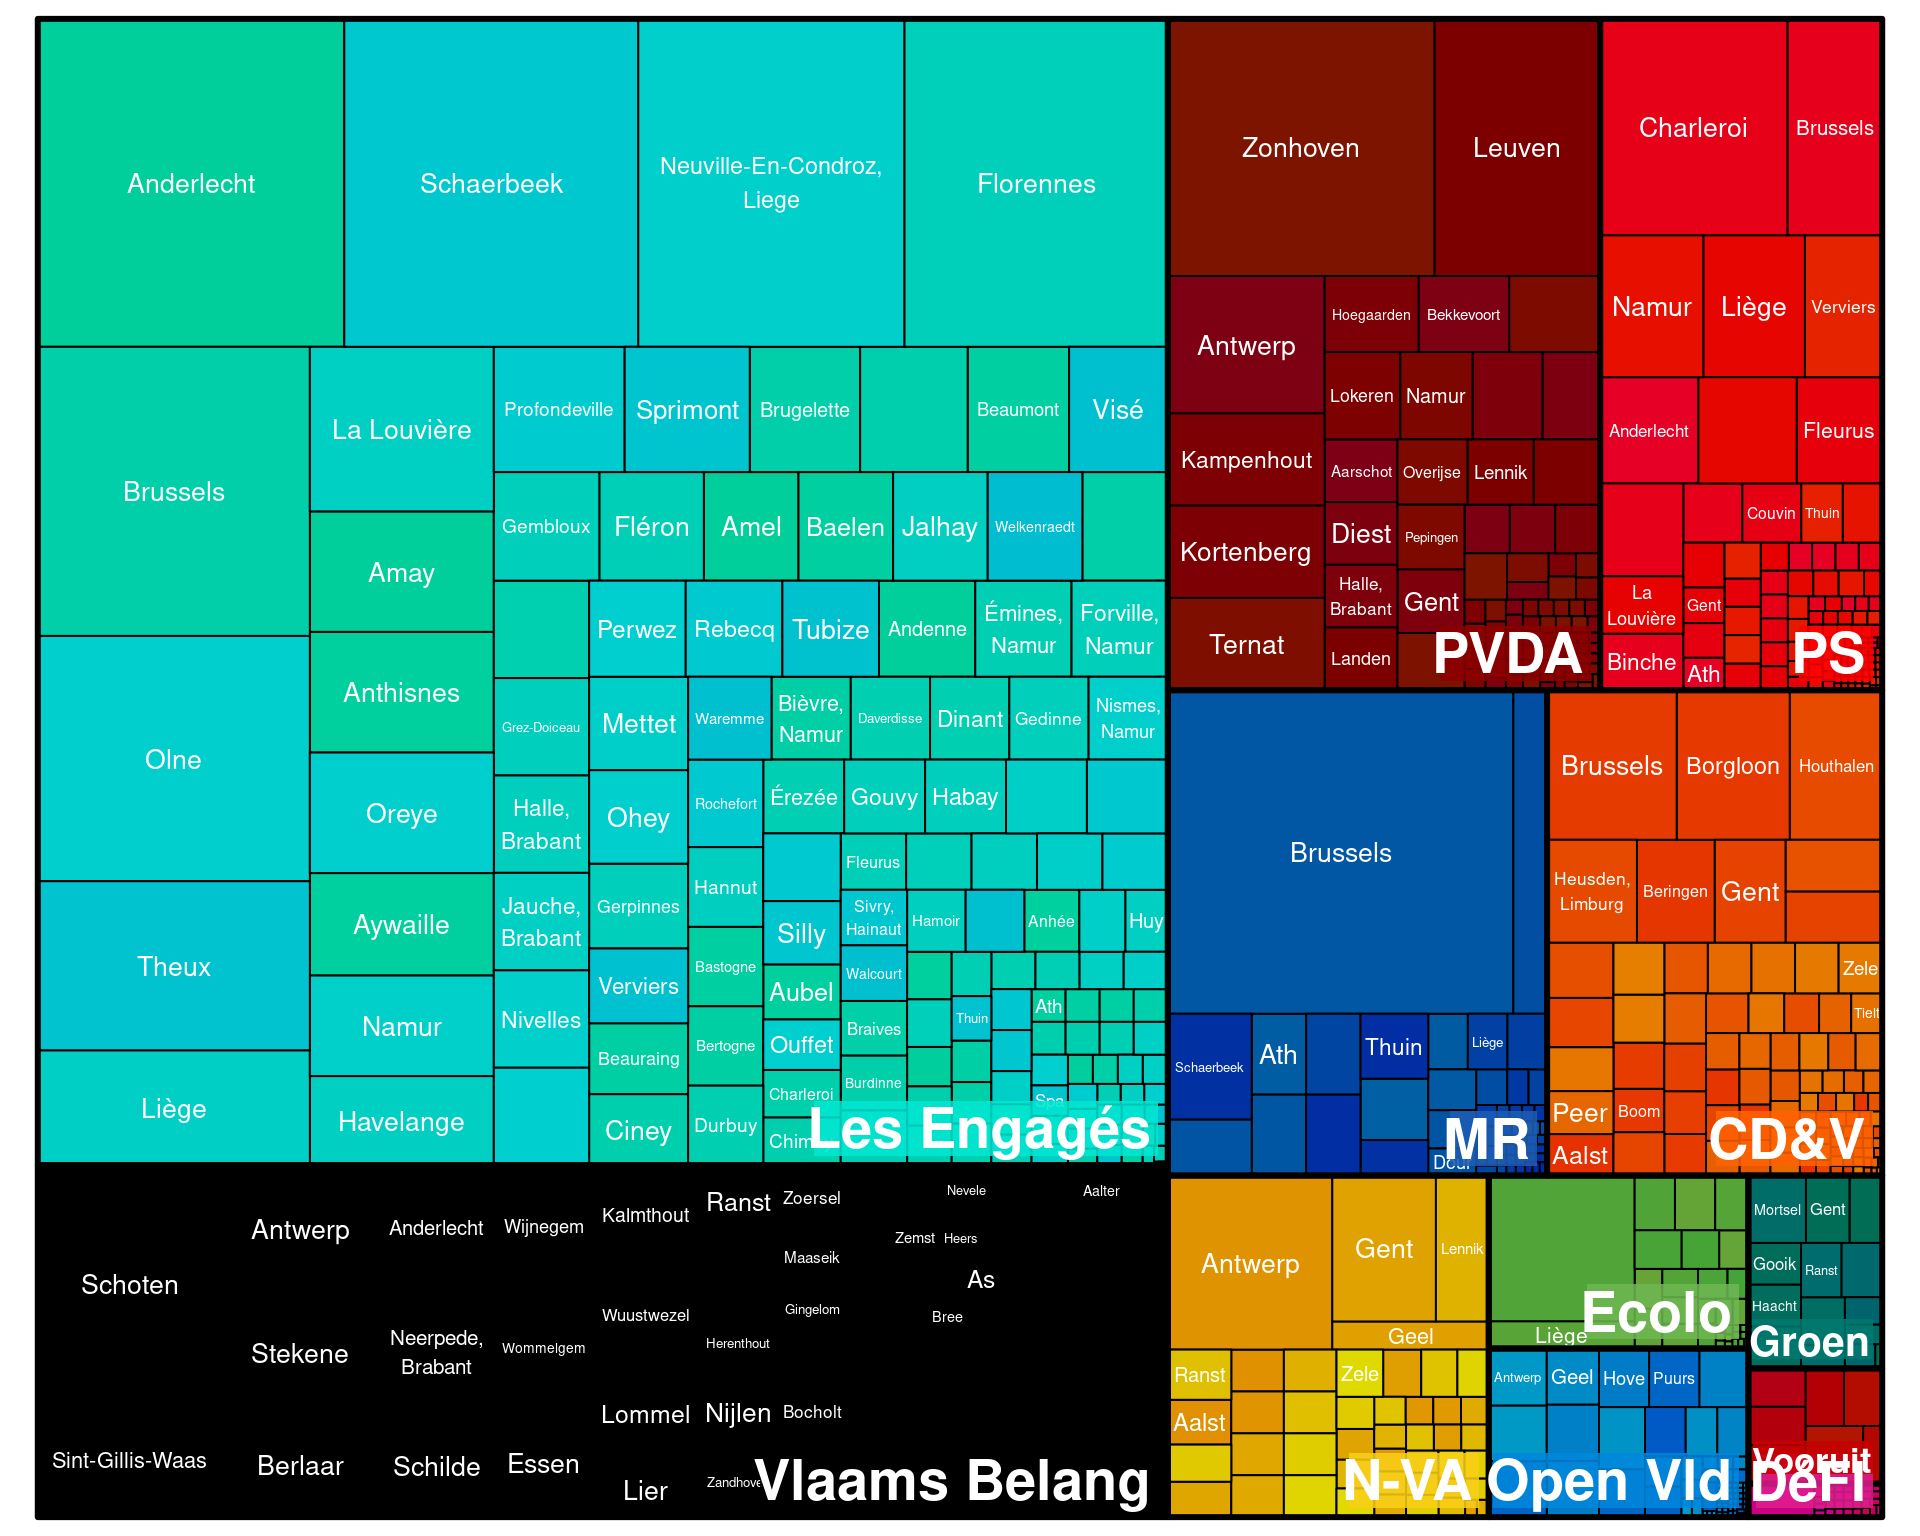 Anderlecht
Schaerbeek
Neuville-En-Condroz,
Liege
Florennes
Brussels
Olne
Theux
Liège
La Louvière
Amay
Anthisnes
Oreye
Aywaille
Namur
Havelange
Profondeville
Sprimont
Brugelette
Beaumont
Visé
Gembloux
Fléron
Amel
Baelen
Jalhay
Welkenraedt
Perwez
Rebecq
Tubize
Andenne
Émines,
Namur
Forville,
Namur
Grez-Doiceau
Halle,
Brabant
Jauche,
Brabant
Nivelles
Mettet
Ohey
Gerpinnes
Verviers
Beauraing
Ciney
Waremme
Bièvre,
Namur
Daverdisse
Dinant
Gedinne
Nismes,
Namur
Rochefort
Hannut
Bastogne
Bertogne
Durbuy
Érezée
Gouvy
Habay
Silly
Aubel
Ouffet
Charleroi
Fleurus
Sivry,
Hainaut
Walcourt
Braives
Burdinne
Hamoir
Anhée
Huy
Thuin
Ath
Spa
Les Engagés
Zonhoven
Leuven
Antwerp
Kampenhout
Kortenberg
Ternat
Hoegaarden
Bekkevoort
Lokeren
Namur
Aarschot
Overijse
Lennik
Diest
Pepingen
Halle,
Brabant
Gent
Landen
PVDA
Charleroi
Brussels
Namur
Liège
Verviers
Anderlecht
Fleurus
Couvin
Thuin
La
Louvière
Gent
Binche
Ath
PS
Brussels
Schaerbeek
Ath
Thuin
Liège
MR
Brussels
Borgloon
Houthalen
Heusden,
Limburg
Beringen
Gent
Zele
Tielt
Peer
Boom
Aalst
CD&V
Schoten
Sint-Gillis-Waas
Antwerp
Stekene
Berlaar
Anderlecht
Neerpede,
Brabant
Schilde
Wijnegem
Wommelgem
Essen
Kalmthout
Wuustwezel
Lommel
Lier
Ranst
Herenthout
Nijlen
Zoersel
Maaseik
Gingelom
Bocholt
Nevele
Aalter
Zemst
Heers
As
Bree
Vlaams Belang
Antwerp
Gent
Lennik
Geel
Ranst
Aalst
Zele
N-VA
Liège
Ecolo
Mortsel
Gent
Gooik
Ranst
Haacht
Groen
Antwerp
Geel
Hove
Puurs
Open Vld
Vooruit
DéFI